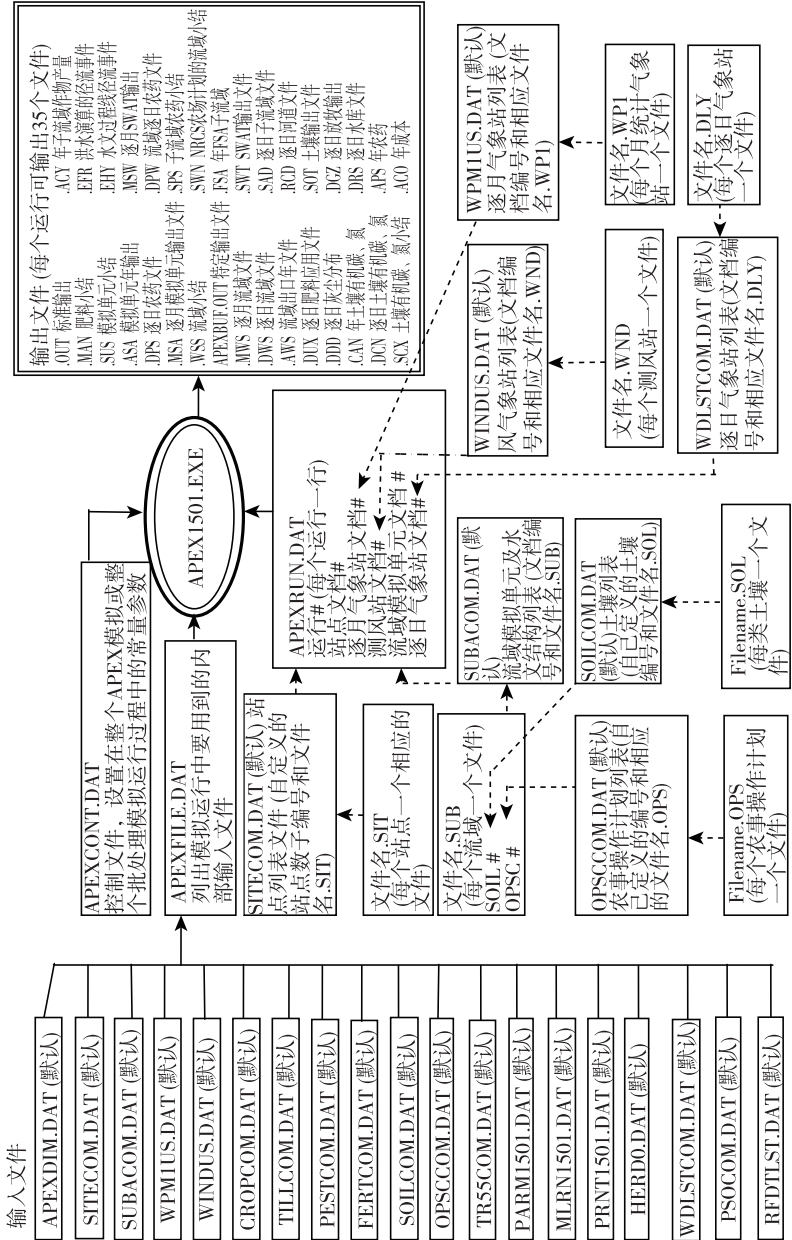 输入文件
APEXDIM.DAT (默认)
SITECOM.DAT (默认)
SUBACOM.DAT (默认)
WPM1US.DAT (默认)
WINDUS.DAT (默认)
CROPCOM.DAT (默认)
TILLCOM.DAT (默认)
PESTCOM.DAT (默认)
FERTCOM.DAT (默认)
SOILCOM.DAT (默认)
OPSCCOM.DAT (默认)
TR55COM.DAT (默认)
PARM1501.DAT (默认)
MLRN1501.DAT (默认)
PRNT1501.DAT (默认)
HERD0.DAT (默认)
WDLSTCOM.DAT (默认)
PSOCOM.DAT (默认)
RFDTLST.DAT (默认)
APEXCONT.DAT
控制文件，设置在整个APEX模拟或整
个批处理模拟运行过程中的常量参数
APEXFILE.DAT
列出模拟运行中要用到的内
部输入文件
SITECOM.DAT (默认) 站
点列表文件 (自定义的
站点数子编号和文件
名.SIT)
文件名.SIT
(每个站点一个相应的
文件)
文件名.SUB
(每个流域一个文件)
SOIL #
OPSC #
OPSCCOM.DAT (默认)
农事操作计划列表(自
己定义的编号和相应
的文件名.OPS)
Filename.OPS
(每个农事操作计划
一个文件)
APEX1501.EXE
APEXRUN.DAT
运行# (每个运行一行)
站点文档#
逐月气象站文档#
测风站文档#
流域模拟单元文档 #
逐日气象站文档#
SUBACOM.DAT (默
认)
流域模拟单元及水
文结构列表 (文档编
号和文件名.SUB)
SOILCOM.DAT
(默认) 土壤列表
(自己定义的土壤
编号和文件名.SOL)
Filename.SOL
(每类土壤一个文
件)
输出文件 (每个运行可输出35个文件)
.OUT 标准输出
.MAN 肥料小结
.SUS 模拟单元小结
.ASA 模拟单元年输出
.DPS 逐日农药文件
.MSA 逐月模拟单元输出文件
.WSS 流域小结
APEXBUF.OUT 特定输出文件
.MWS 逐月流域文件
.DWS 逐日流域文件
.AWS 流域出口年文件
.DUX 逐日肥料应用文件
.DDD 逐日灰尘分布
.CAN 年土壤有机碳、氮
.DCN 逐日土壤有机碳、氮
.SCX 土壤有机碳、氮小结
.ACY 年子流域作物产量
.EFR 洪水演算的径流事件
.EHY 水文过程线径流事件
.MSW 逐月SWAT输出
.DPW 流域逐日农药文件
.SPS 子流域农药小结
.SWN NRCS农场计划的流域小结
.FSA 年FSA子流域
.SWT SWAT输出文件
.SAD 逐日子流域文件
.RCD 逐日河道文件
.SOT 土壤输出文件
.DGZ 逐日放牧输出
.DRS 逐日水库文件
.APS 年农药
.ACO 年成本
WINDUS.DAT (默认)
风气象站列表(文档编
号和相应文件名.WND)
文件名.WND
(每个测风站一个文件)
WDLSTCOM.DAT (默认)
逐日气象站列表(文档编
号和相应文件名.DLY)
WPM1US.DAT (默认)
逐月气象站列表 (文
档编号和相应文件
名.WP1)
文件名.WP1
(每个月统计气象
站一个文件)
文件名.DLY
(每个逐日气象站
一个文件)